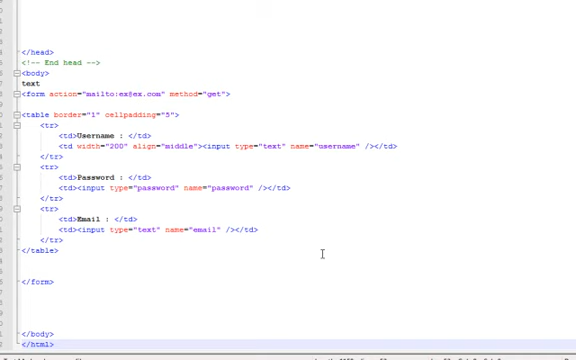 </head>
<!-- End head -->
<body>
text
<form action="mailto:ex@ex.com" method="get">
<table border="1" cellpadding="5">
<tr>
<td>Username : </td>
<td width="200" align="middle"><input type="text" name="username" /></td>
</tr>
<tr>
<td>Password : </td>
<td><input type="password" name="password" /></td>
</tr>
<tr>
<td>Email : </td>
<td><input type="text" name="email" /></td>
</tr>
</table>
</form>
</body>
</html>